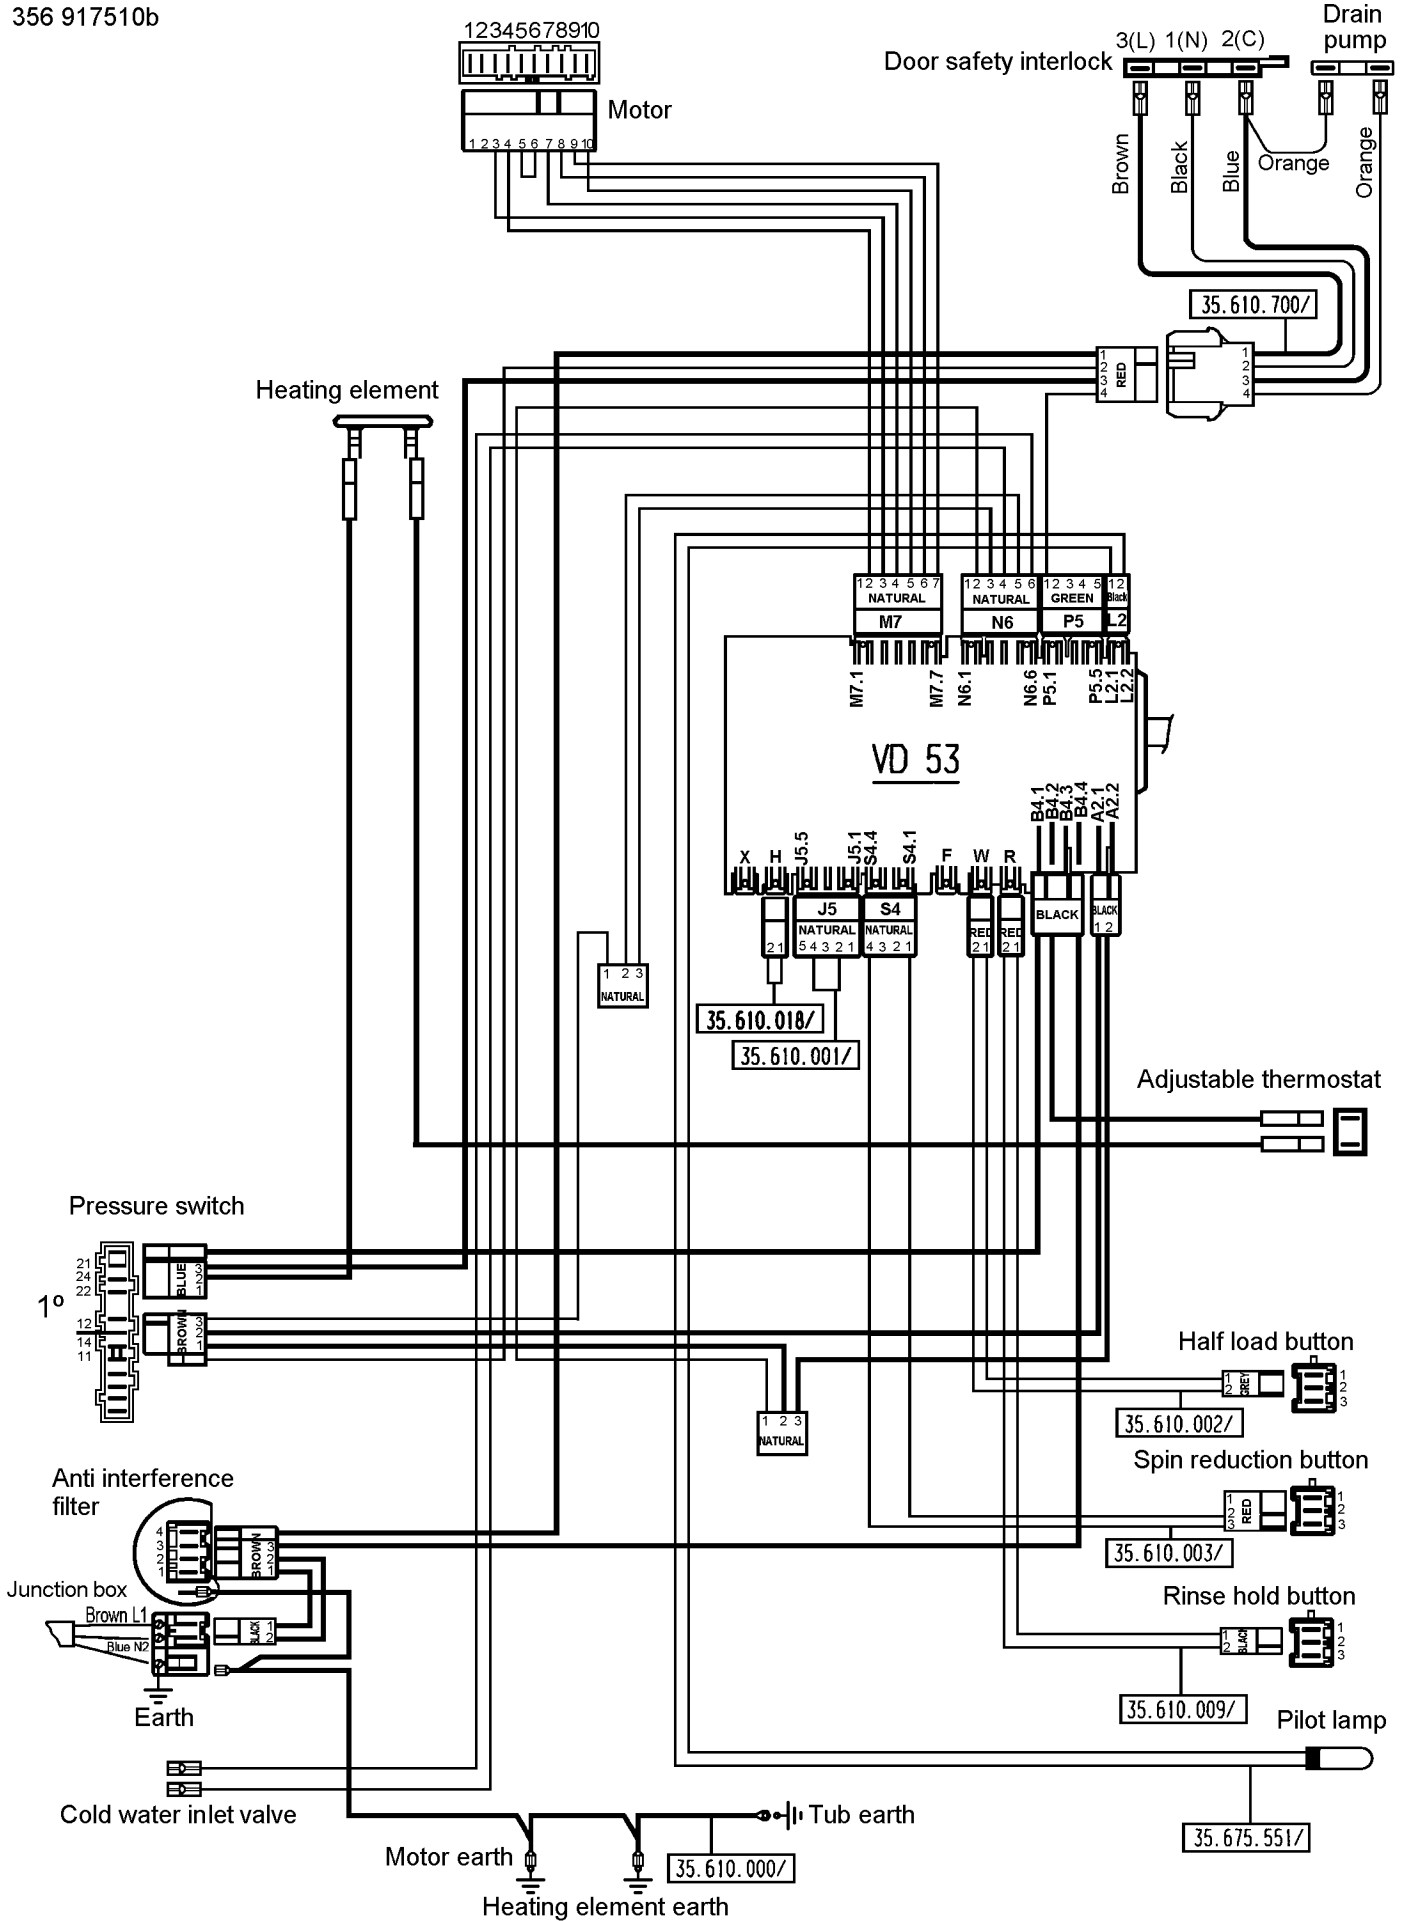 356 917510b
12345678910
Motor
1 2 3 4 5 6 7 8 9 10
Door safety interlock
3(L) 1(N) 2(C)
Drain
pump
Brown
Black
Blue
Orange
Orange
35.610.700/
1
2
3
4
RED
1
2
3
4
Heating element
1 2 3 4 5 6 7
NATURAL
M7
1 2 3 4 5 6
NATURAL
N6
1 2 3 4 5
GREEN
P5
1 2
Black
L2
M7.1
M7.7
N6.1
N6.6
P5.1
P5.5
L2.1
L2.2
VD 53
B4.1
B4.2
B4.3
B4.4
A2.1
A2.2
X
H
J5.5
J5.1
S4.4
S4.1
F
W
R
2 1
J5
NATURAL
5 4 3 2 1
S4
NATURAL
4 3 2 1
RED
2 1
RED
2 1
BLACK
BLACK
1 2
1 2 3
NATURAL
35.610.018/
35.610.001/
Adjustable thermostat
Pressure switch
21
24
22
1º
12
14
11
BLUE
3
2
1
BROWN
3
2
1
1 2 3
NATURAL
Half load button
1
2
GREY
1
2
3
35.610.002/
Spin reduction button
1
2
3
RED
1
2
3
35.610.003/
Anti interference
filter
4
3
2
1
BROWN
3
2
1
Junction box
Brown L1
Blue N2
BLACK
1
2
Earth
Rinse hold button
1
2
BLACK
1
2
3
35.610.009/
Pilot lamp
35.675.551/
Cold water inlet valve
Tub earth
Motor earth
35.610.000/
Heating element earth